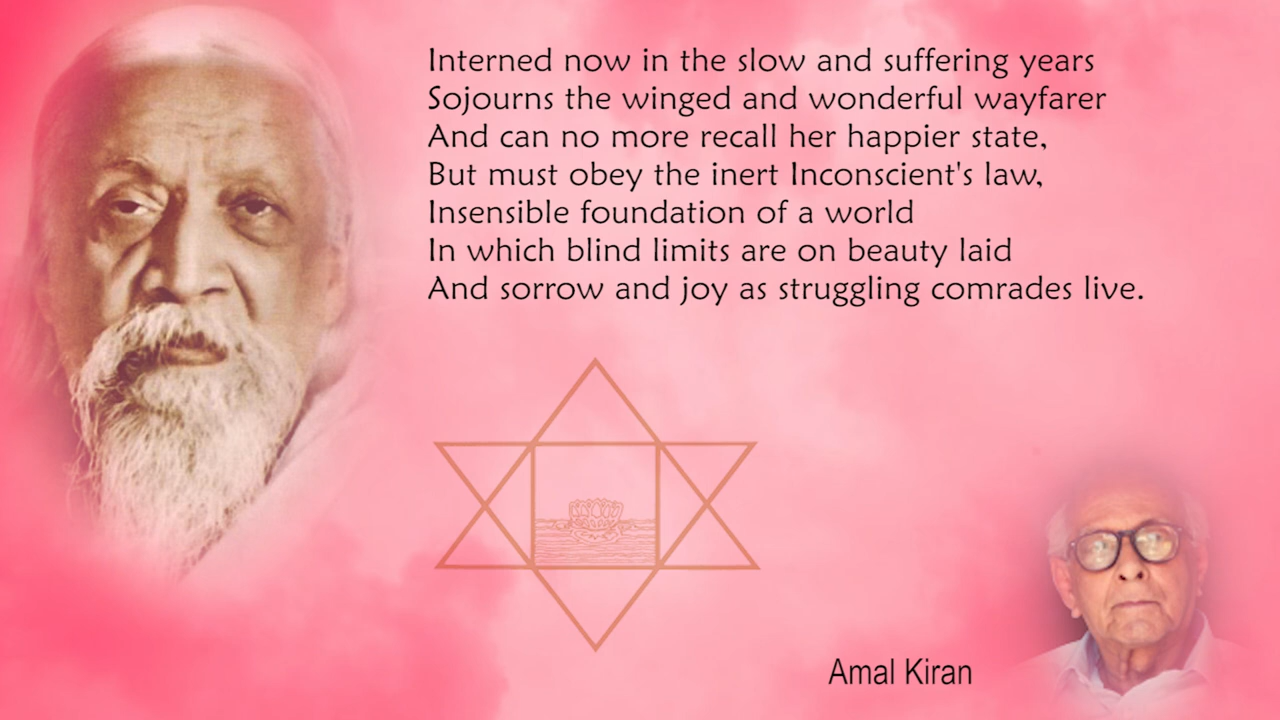 Interned now in the slow and suffering years
Sojourns the winged and wonderful wayfarer
And can no more recall her happier state,
But must obey the inert Inconscient's law,
Insensible foundation of a world
In which blind limits are on beauty laid
And sorrow and joy as struggling comrades live.
Amal Kiran